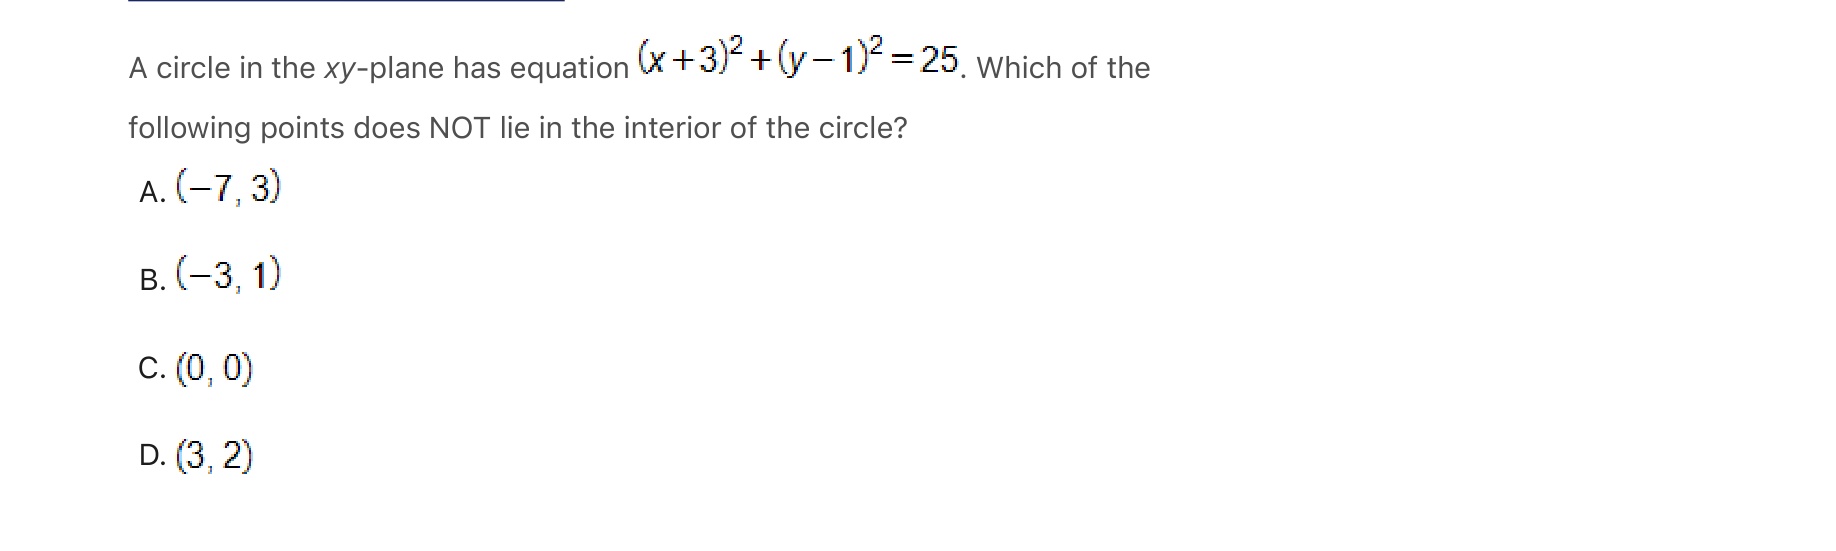 A circle in the xy-plane has equation (x+3)²+(y−1)²=25. Which of the
following points does NOT lie in the interior of the circle?
A. (−7, 3)
B. (−3, 1)
C. (0, 0)
D. (3, 2)